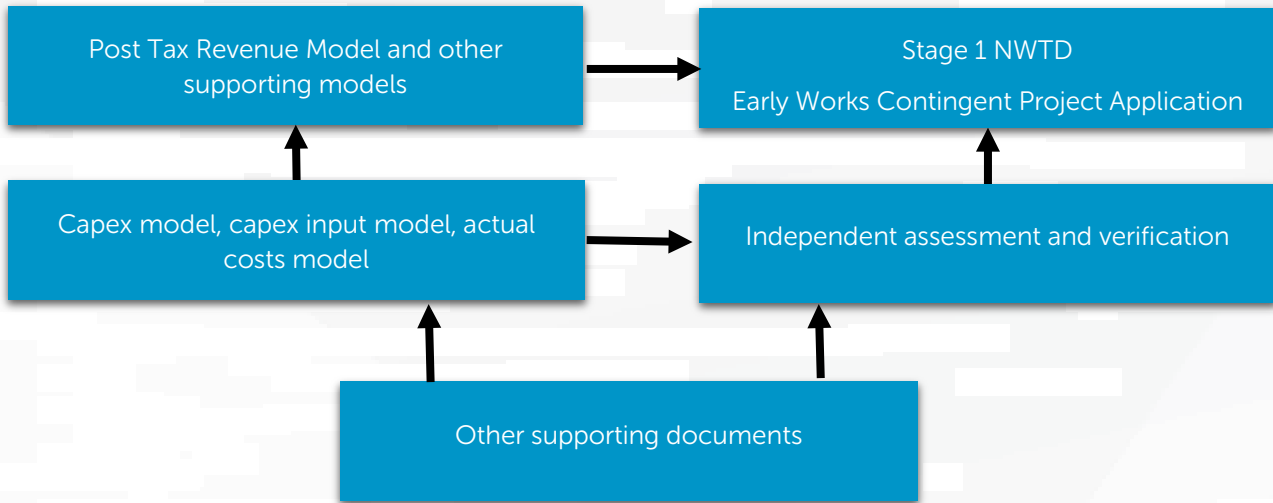 Post Tax Revenue Model and other
supporting models
Stage 1 NWTD
Early Works Contingent Project Application
Capex model, capex input model, actual
costs model
Independent assessment and verification
Other supporting documents